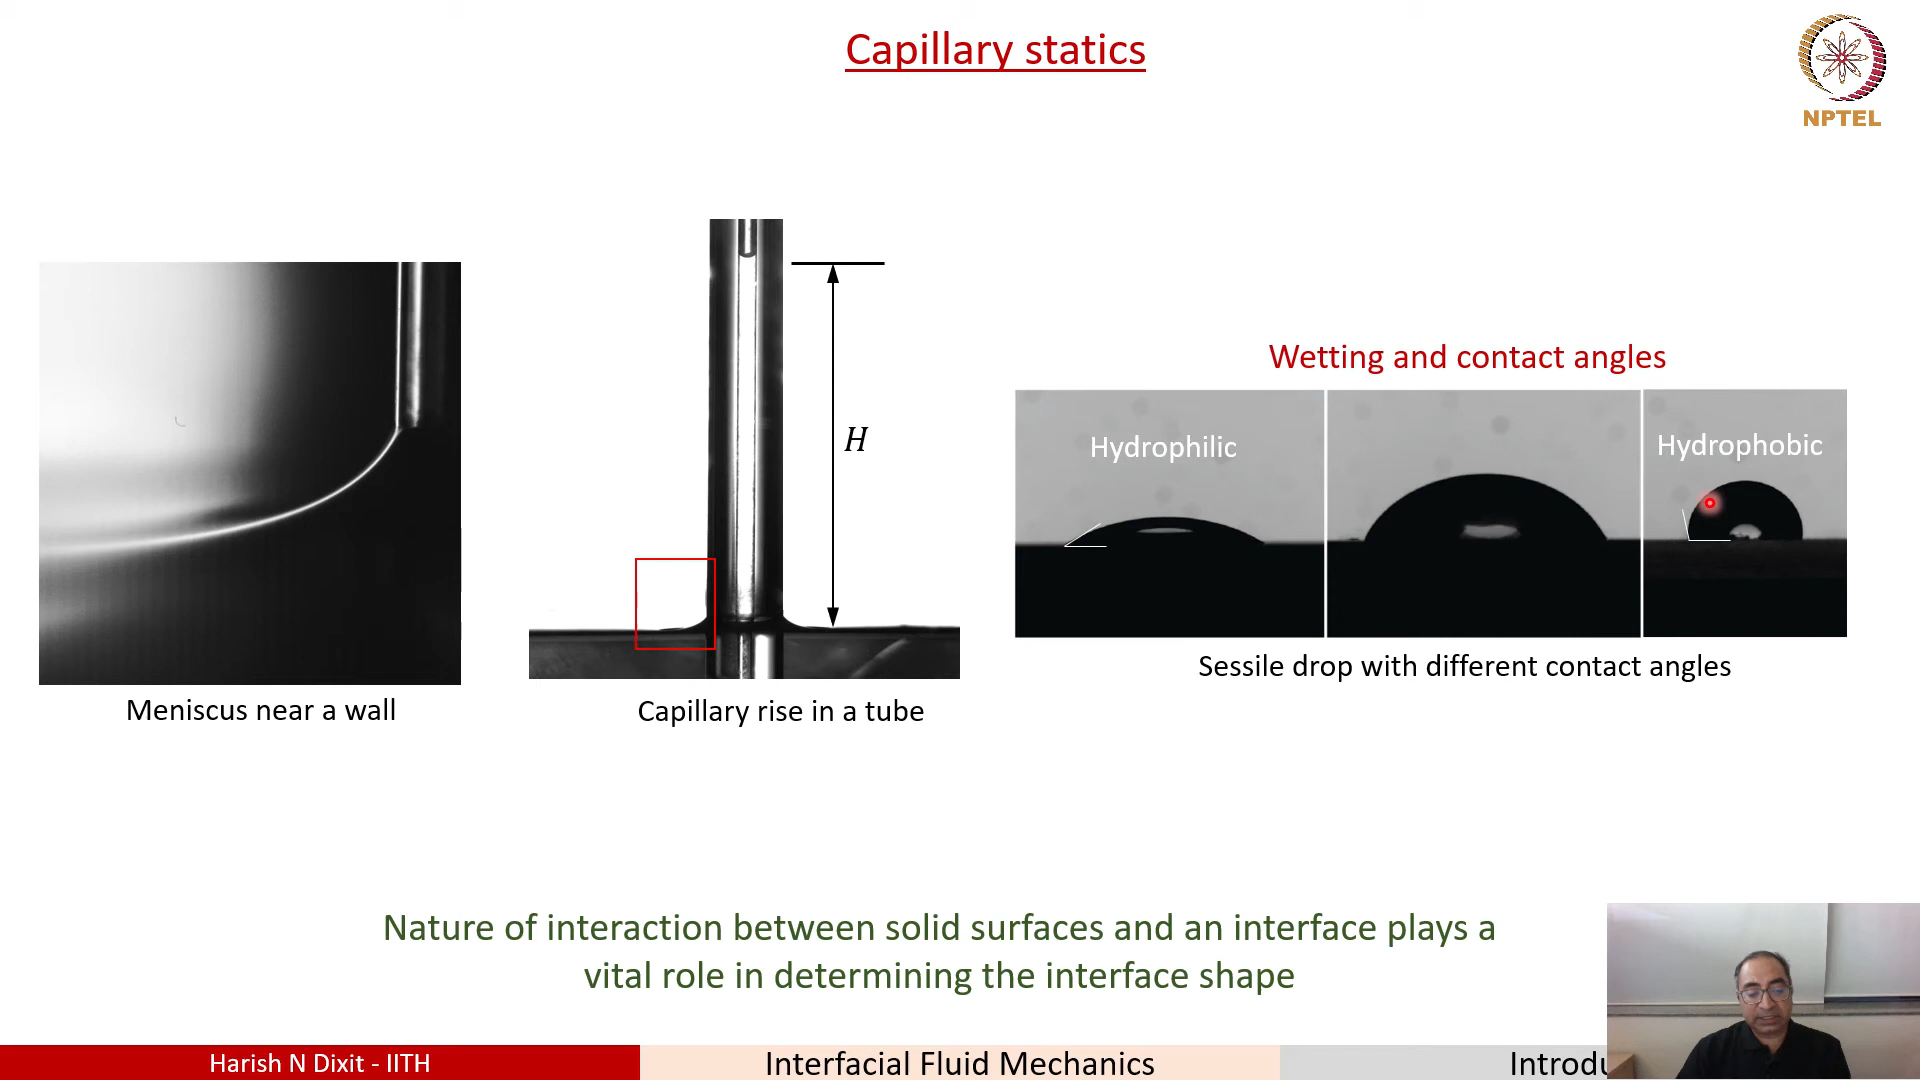 Capillary statics
NPTEL
H
Wetting and contact angles
Hydrophilic
Hydrophobic
Sessile drop with different contact angles
Meniscus near a wall
Capillary rise in a tube
Nature of interaction between solid surfaces and an interface plays a
vital role in determining the interface shape
Harish N Dixit - IITH
Interfacial Fluid Mechanics